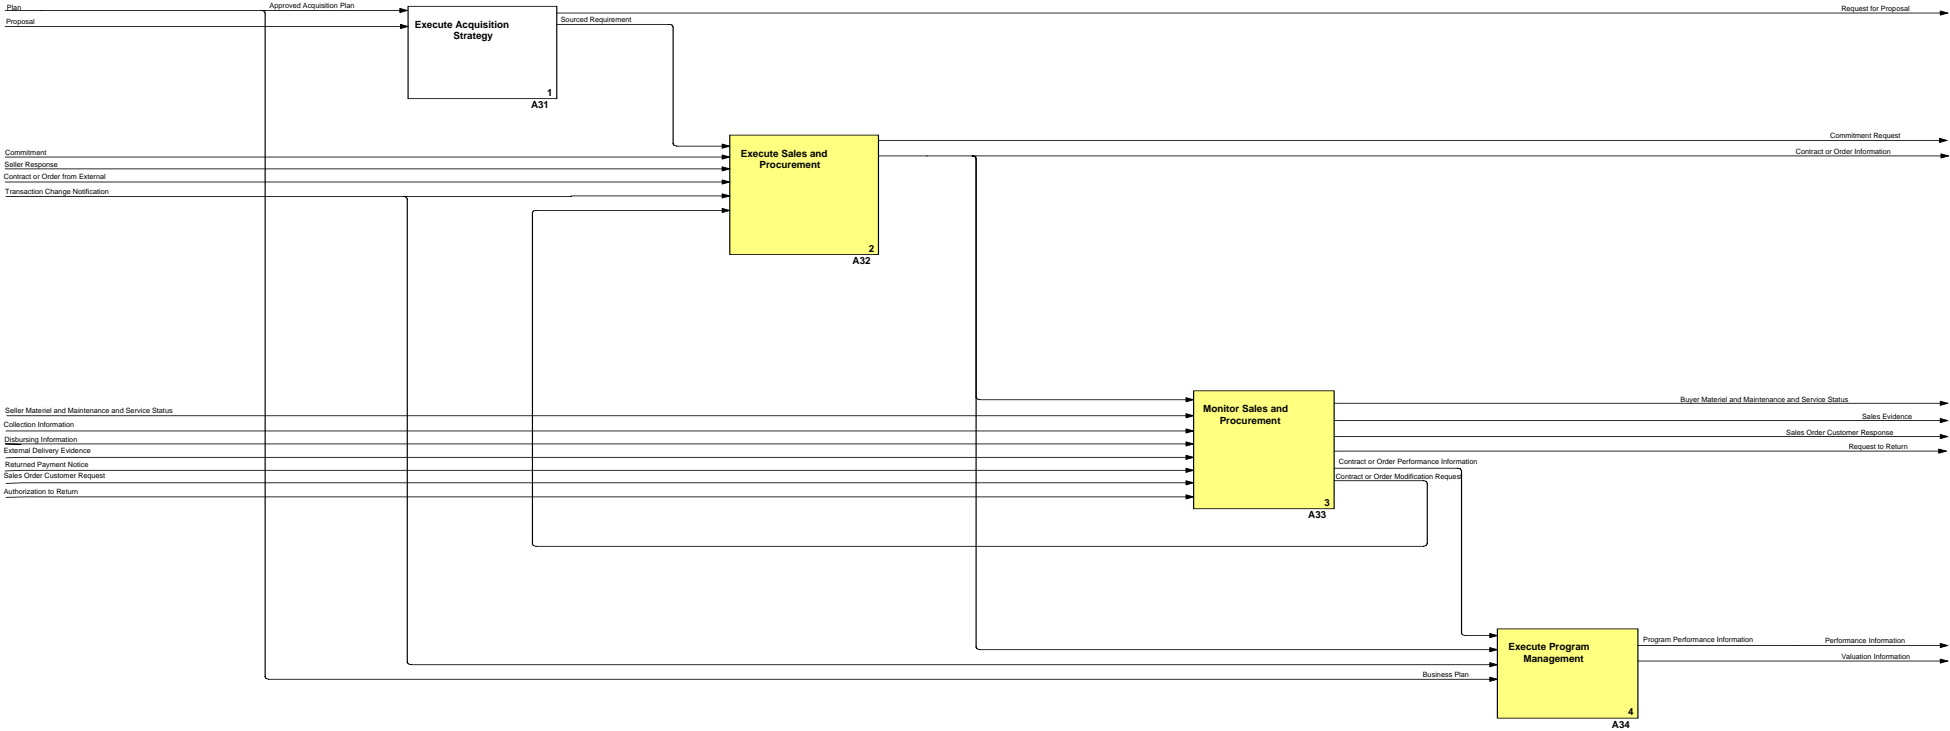 Plan
Approved Acquisition Plan
Request for Proposal
Proposal
Sourced Requirement
Execute Acquisition
Strategy
1
A31
Commitment Request
Commitment
Execute Sales and
Procurement
Contract or Order Information
Seller Response
Contract or Order from External
Transaction Change Notification
2
A32
Buyer Materiel and Maintenance and Service Status
Seller Materiel and Maintenance and Service Status
Monitor Sales and
Procurement
Sales Evidence
Collection Information
Sales Order Customer Response
Disbursing Information
Request to Return
External Delivery Evidence
Contract or Order Performance Information
Returned Payment Notice
Sales Order Customer Request
Contract or Order Modification Request
Authorization to Return
3
A33
Execute Program
Management
Program Performance Information
Performance Information
Valuation Information
Business Plan
4
A34